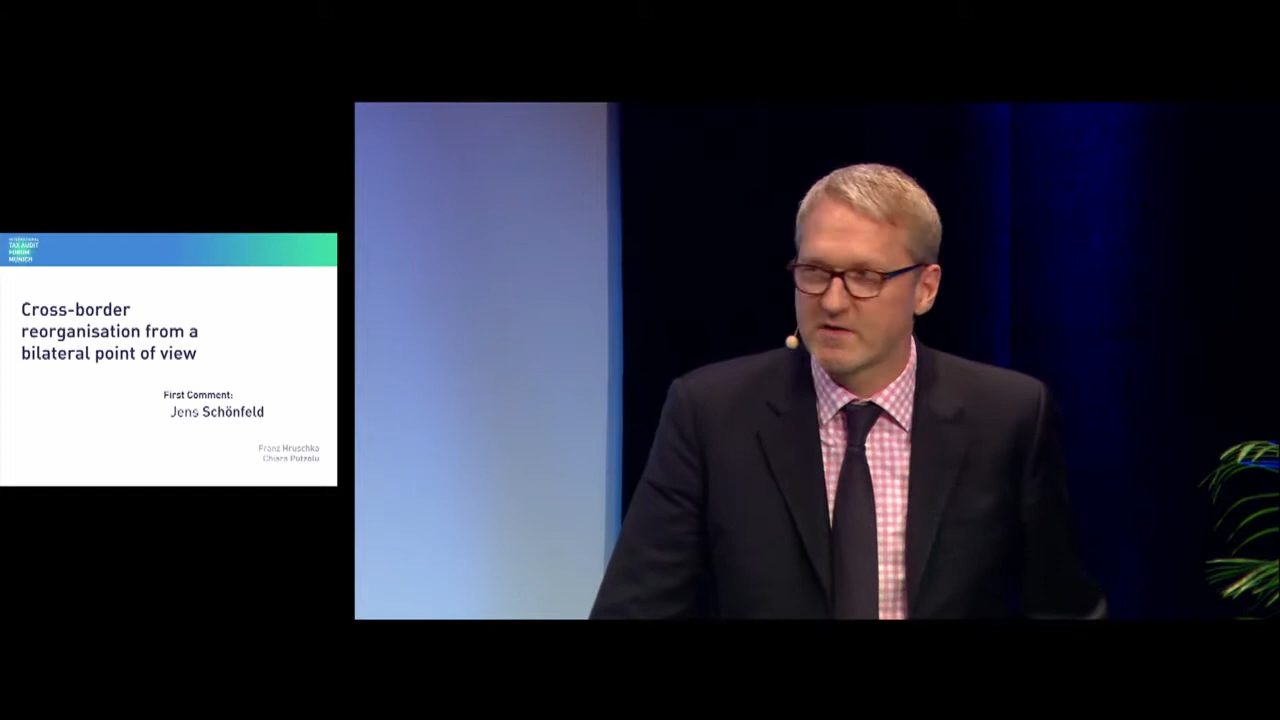 INTERNATIONAL
TAX AUDIT
FORUM
MUNICH
Cross-border
reorganisation from a
bilateral point of view
First Comment:
Jens Schönfeld
Franz Hruschka
Chiara Putzolu